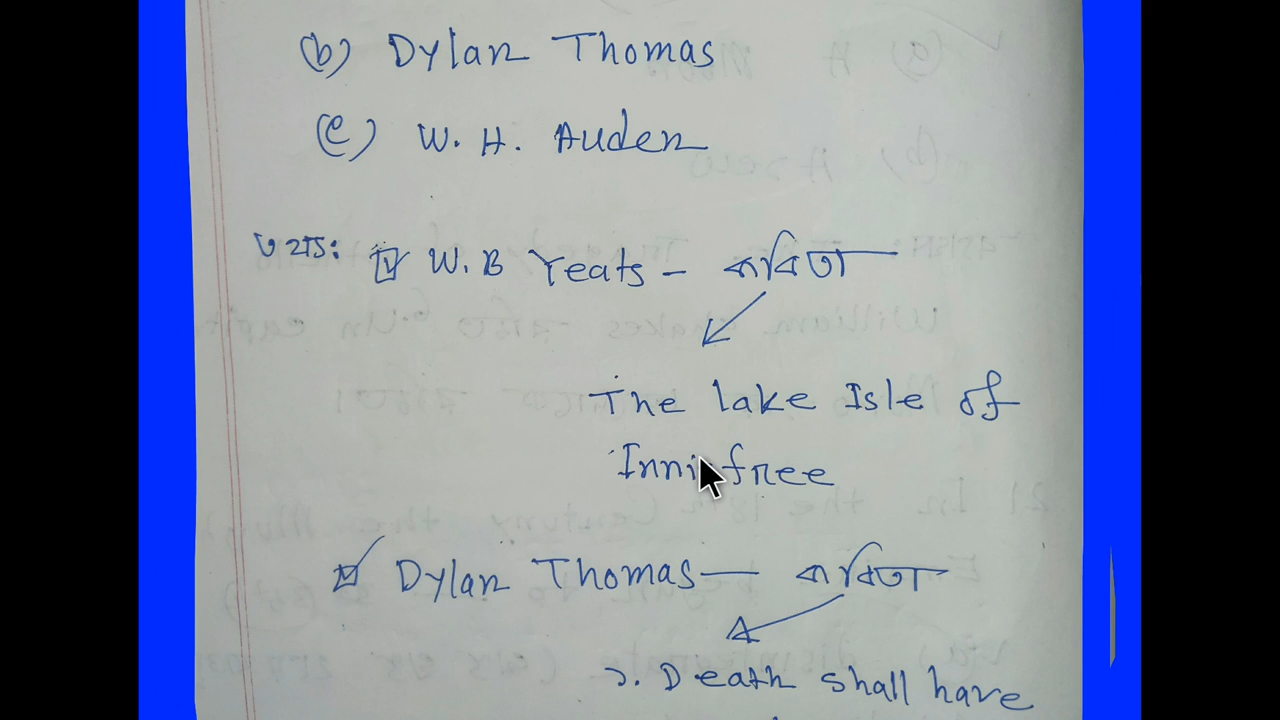 (b) Dylan Thomas
(c) W. H. Auden
W. B Yeats – কবিতা
The lake Isle of
Innisfree
Dylan Thomas — কবিতা
১. Death shall have